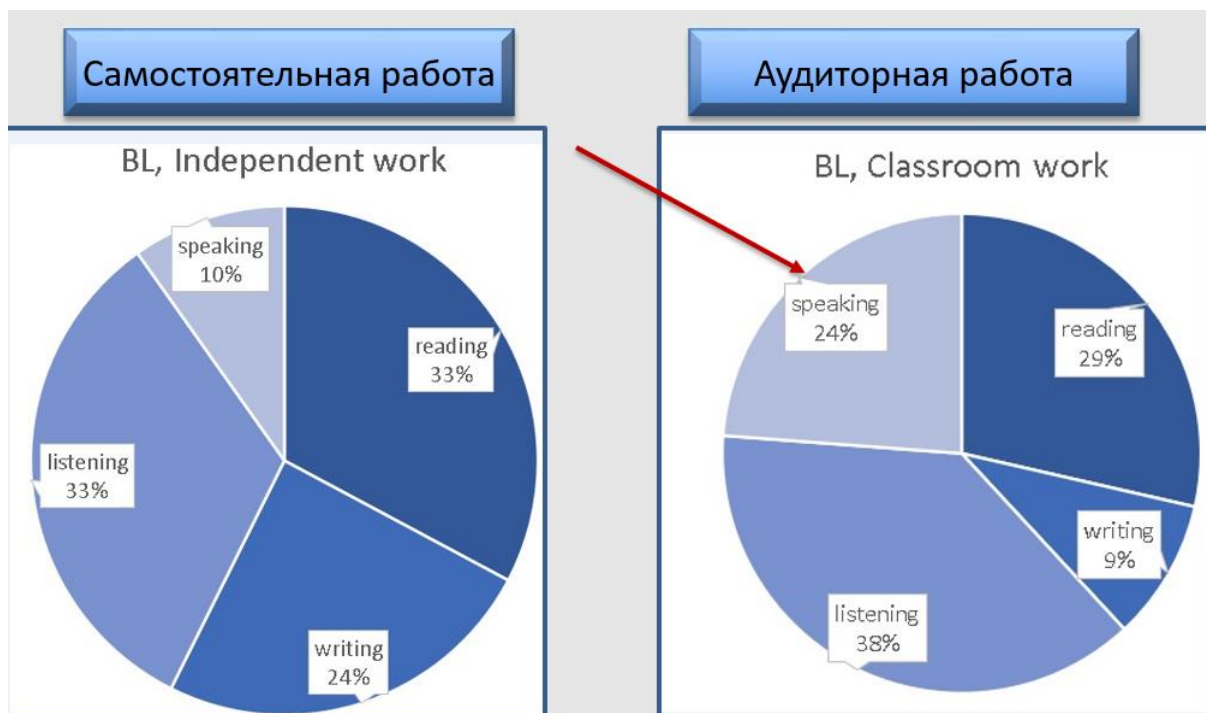 Самостоятельная работа
BL, Independent work
speaking
10%
reading
33%
listening
33%
writing
24%
Аудиторная работа
BL, Classroom work
speaking
24%
reading
29%
writing
9%
listening
38%